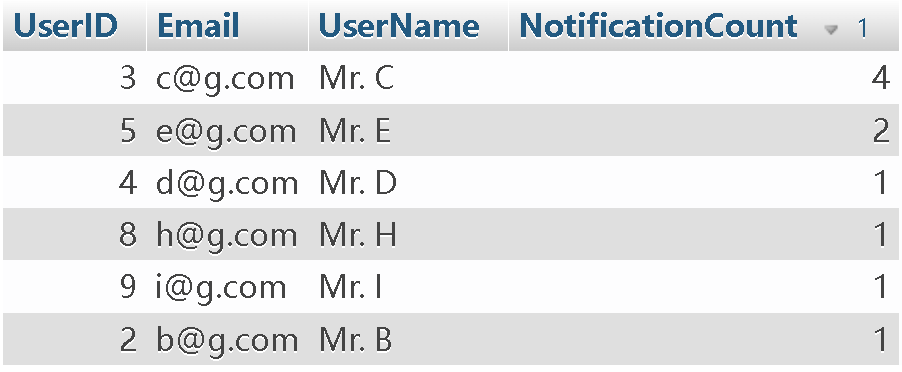 UserID Email UserName NotificationCount 1
3 c@g.com Mr. C 4
5 e@g.com Mr. E 2
4 d@g.com Mr. D 1
8 h@g.com Mr. H 1
9 i@g.com Mr. I 1
2 b@g.com Mr. B 1